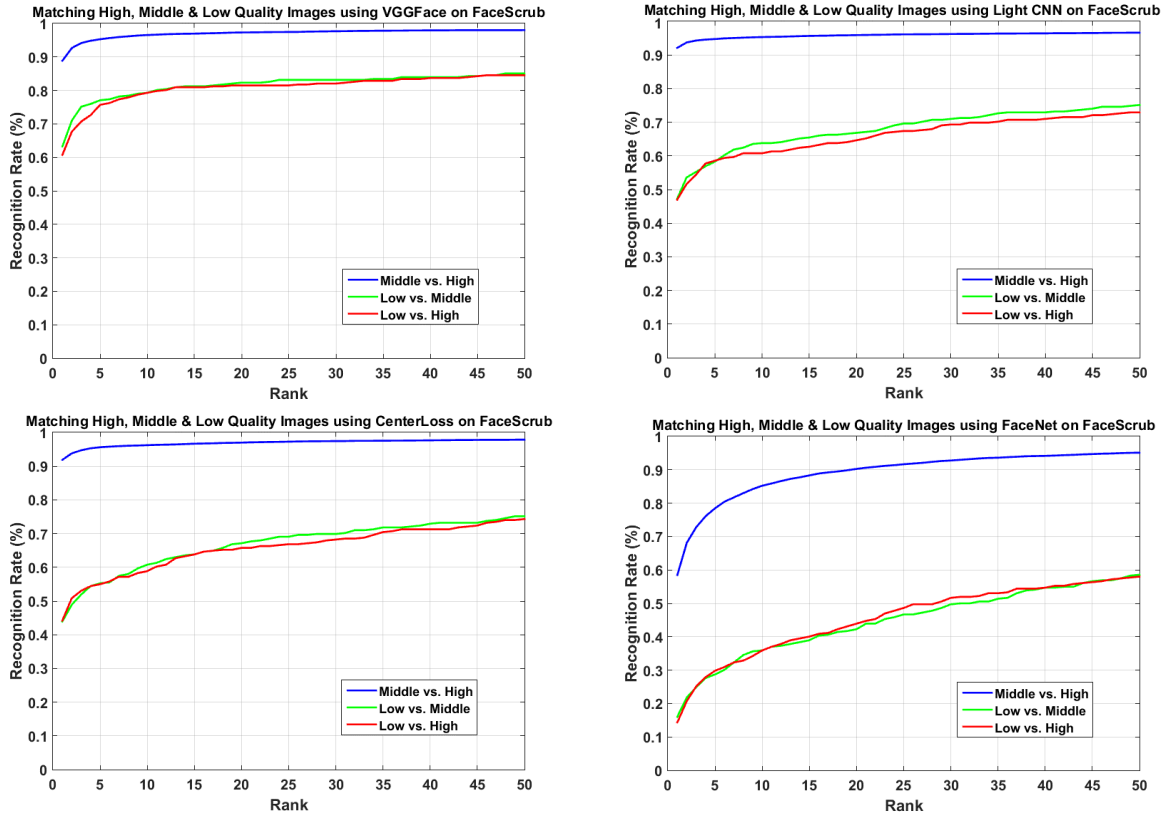 Matching High, Middle & Low Quality Images using VGGFace on FaceScrub
1
0.9
0.8
0.7
0.6
0.5
0.4
0.3
0.2
0.1
0
Recognition Rate (%)
Middle vs. High
Low vs. Middle
Low vs. High
0 5 10 15 20 25 30 35 40 45 50
Rank
Matching High, Middle & Low Quality Images using Light CNN on FaceScrub
1
0.9
0.8
0.7
0.6
0.5
0.4
0.3
0.2
0.1
0
Recognition Rate (%)
Middle vs. High
Low vs. Middle
Low vs. High
0 5 10 15 20 25 30 35 40 45 50
Rank
Matching High, Middle & Low Quality Images using CenterLoss on FaceScrub
1
0.9
0.8
0.7
0.6
0.5
0.4
0.3
0.2
0.1
0
Recognition Rate (%)
Middle vs. High
Low vs. Middle
Low vs. High
0 5 10 15 20 25 30 35 40 45 50
Rank
Matching High, Middle & Low Quality Images using FaceNet on FaceScrub
1
0.9
0.8
0.7
0.6
0.5
0.4
0.3
0.2
0.1
0
Recognition Rate (%)
Middle vs. High
Low vs. Middle
Low vs. High
0 5 10 15 20 25 30 35 40 45 50
Rank